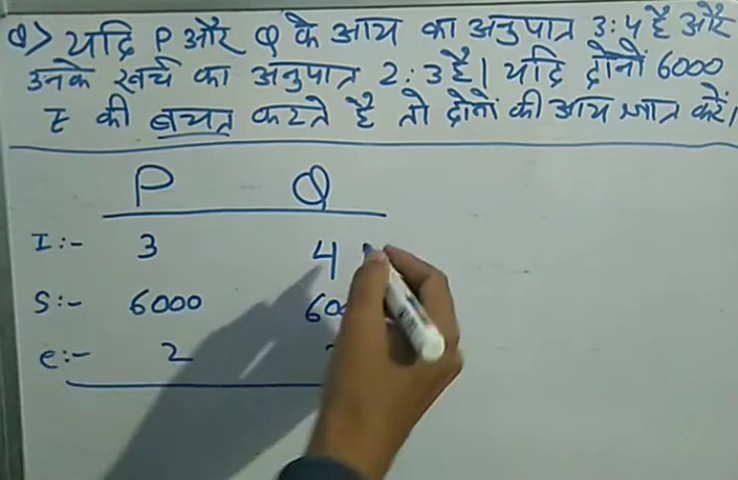 Q> यदि P और Q के आय का अनुपात 3:4 है और
उनके खर्च का अनुपात 2:3 है। यदि दोनों 6000
रु की बचत करते है तो दोनों की आय ज्ञात करें।
P Q
I:- 3 4
S:- 6000
e:- 2